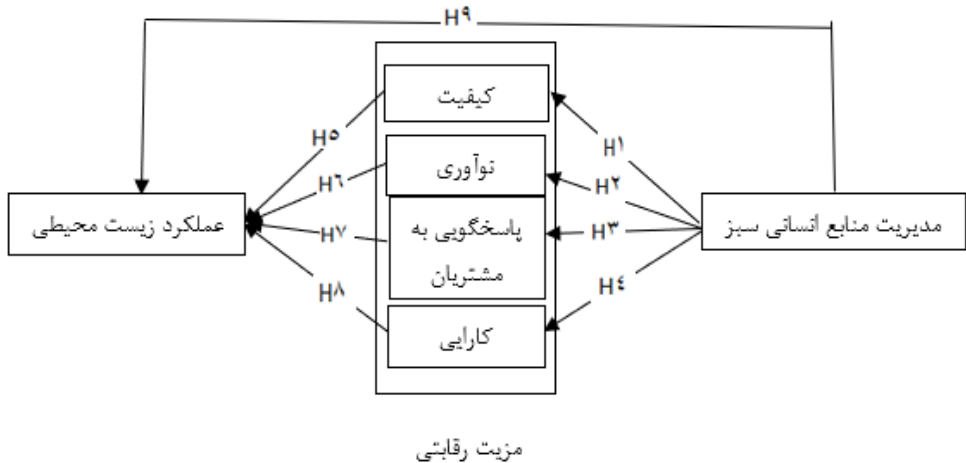 H۹
کیفیت
H۱
H۵
نوآوری
H۲
H۶
مدیریت منابع انسانی سبز
H۳
پاسخگویی به
مشتریان
H۷
عملکرد زیست محیطی
H۴
H۸
کارایی
مزیت رقابتی